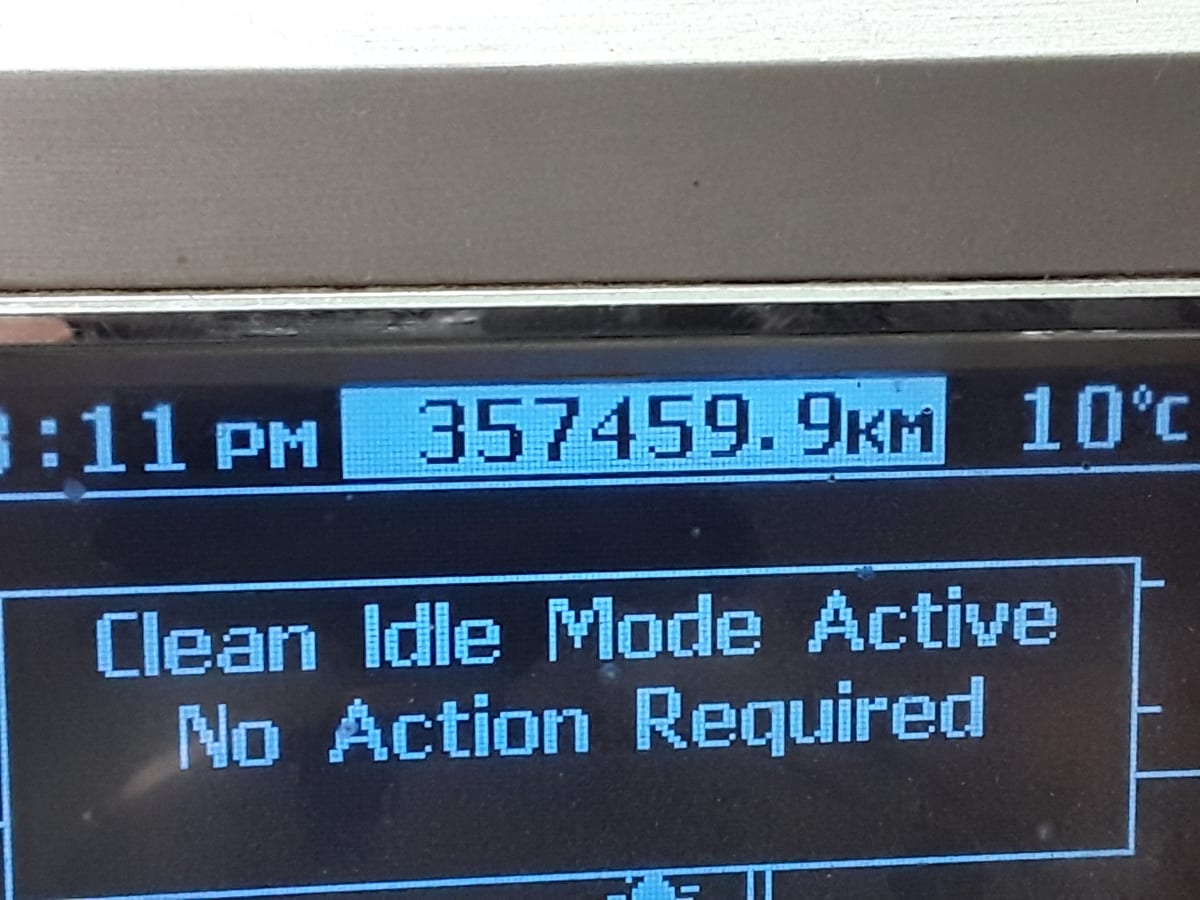 :11 PM 357459.9KM 10°C
Clean Idle Mode Active
No Action Required